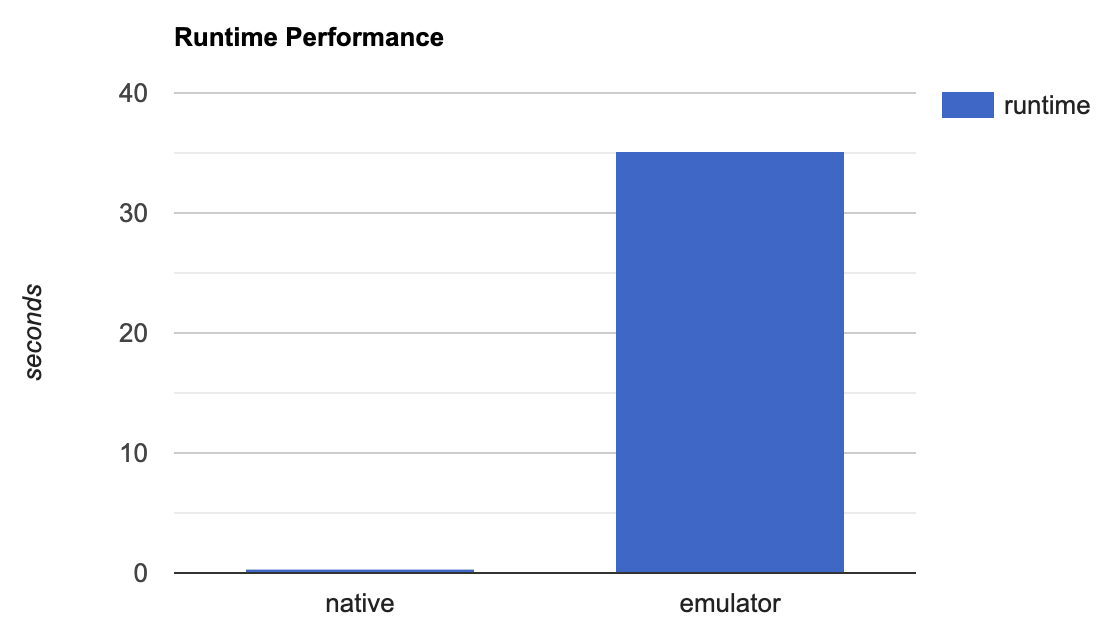 Runtime Performance
40
30
20
10
0
seconds
native
emulator
runtime